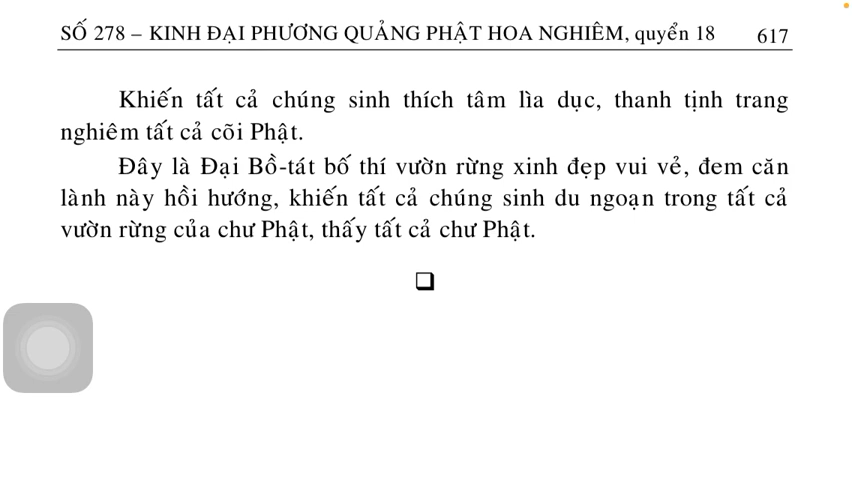 SỐ 278 – KINH ĐẠI PHƯƠNG QUẢNG PHẬT HOA NGHIÊM, quyển 18 617
Khiến tất cả chúng sinh thích tâm lìa dục, thanh tịnh trang
nghiêm tất cả cõi Phật.
Đây là Đại Bồ-tát bố thí vườn rừng xinh đẹp vui vẻ, đem căn
lành này hồi hướng, khiến tất cả chúng sinh du ngoạn trong tất cả
vườn rừng của chư Phật, thấy tất cả chư Phật.